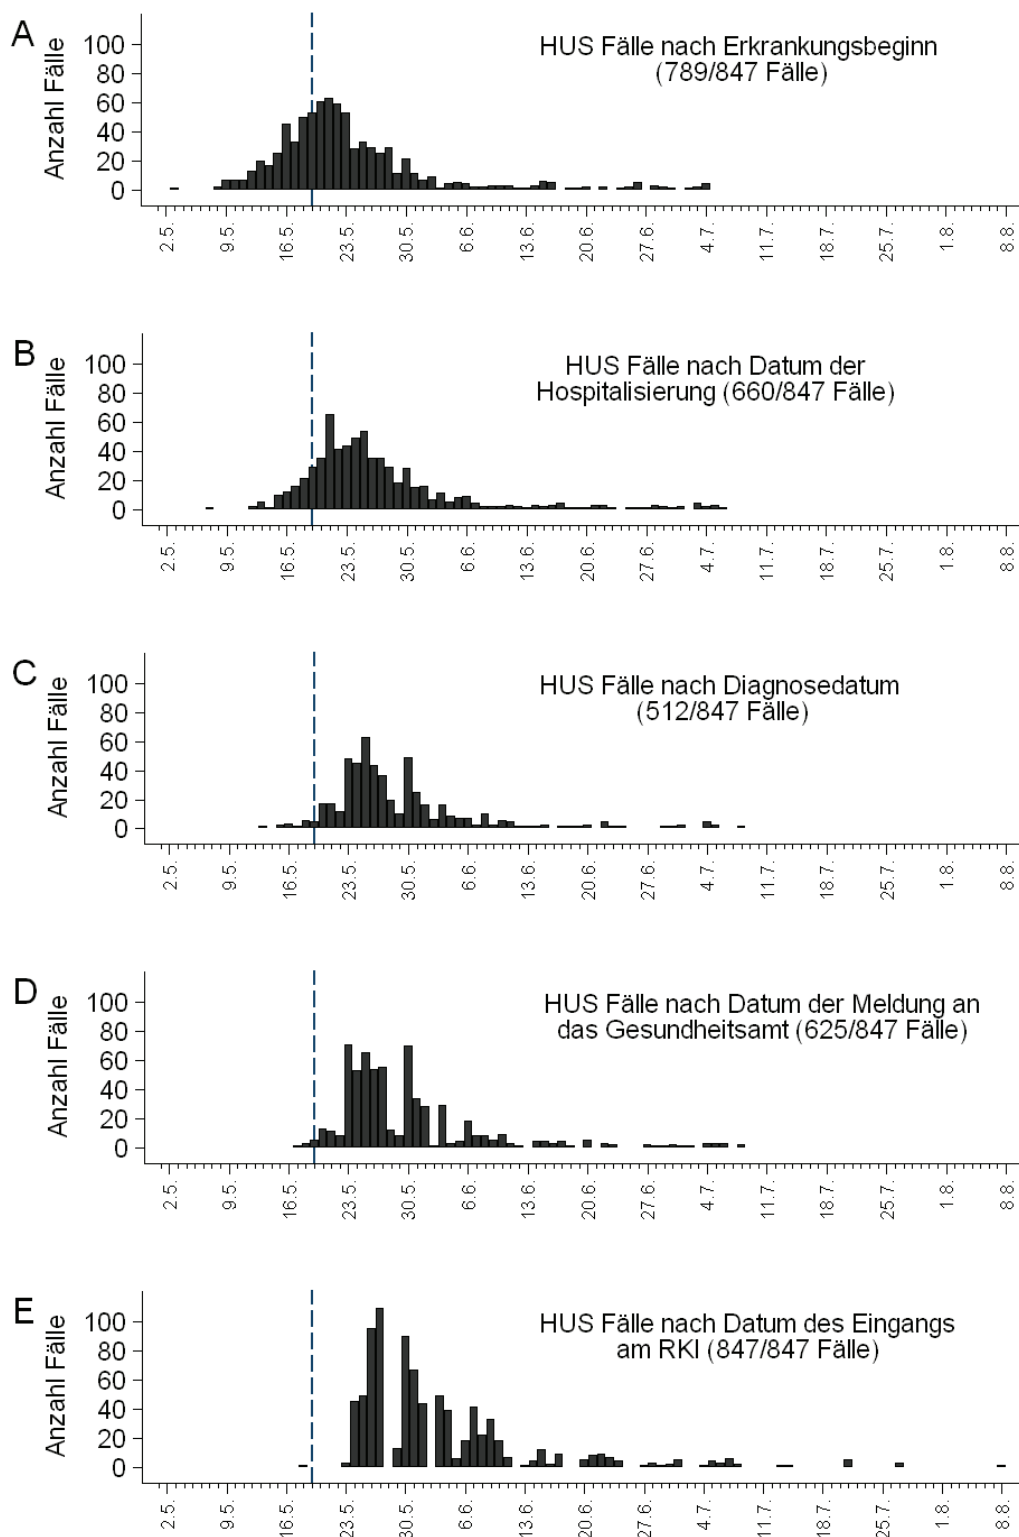 A
HUS Fälle nach Erkrankungsbeginn
(789/847 Fälle)
Anzahl Fälle
100
80
60
40
20
0
2.5. 9.5. 16.5. 23.5. 30.5. 6.6. 13.6. 20.6. 27.6. 4.7. 11.7. 18.7. 25.7. 1.8. 8.8.
B
HUS Fälle nach Datum der
Hospitalisierung (660/847 Fälle)
Anzahl Fälle
100
80
60
40
20
0
2.5. 9.5. 16.5. 23.5. 30.5. 6.6. 13.6. 20.6. 27.6. 4.7. 11.7. 18.7. 25.7. 1.8. 8.8.
C
HUS Fälle nach Diagnosedatum
(512/847 Fälle)
Anzahl Fälle
100
80
60
40
20
0
2.5. 9.5. 16.5. 23.5. 30.5. 6.6. 13.6. 20.6. 27.6. 4.7. 11.7. 18.7. 25.7. 1.8. 8.8.
D
HUS Fälle nach Datum der Meldung an
das Gesundheitsamt (625/847 Fälle)
Anzahl Fälle
100
80
60
40
20
0
2.5. 9.5. 16.5. 23.5. 30.5. 6.6. 13.6. 20.6. 27.6. 4.7. 11.7. 18.7. 25.7. 1.8. 8.8.
E
HUS Fälle nach Datum des Eingangs
am RKI (847/847 Fälle)
Anzahl Fälle
100
80
60
40
20
0
2.5. 9.5. 16.5. 23.5. 30.5. 6.6. 13.6. 20.6. 27.6. 4.7. 11.7. 18.7. 25.7. 1.8. 8.8.